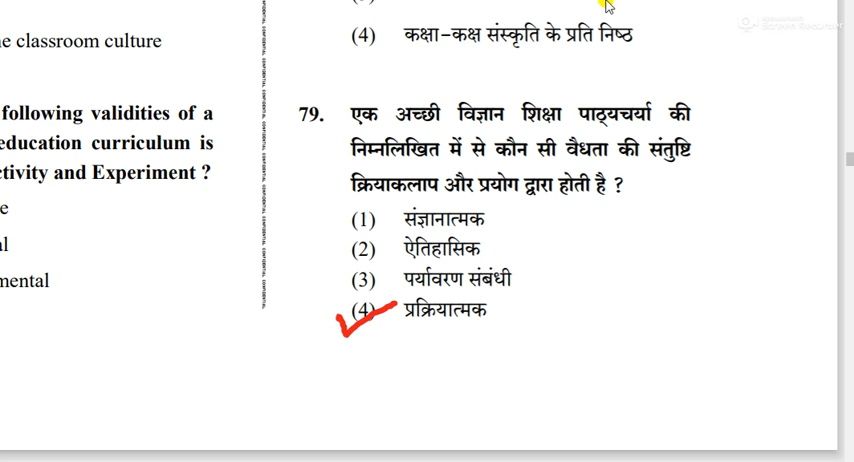 e classroom culture
following validities of a
education curriculum is
ctivity and Experiment ?
e
al
mental
(4) कक्षा-कक्ष संस्कृति के प्रति निष्ठ
79. एक अच्छी विज्ञान शिक्षा पाठ्यचर्या की
निम्नलिखित में से कौन सी वैधता की संतुष्टि
क्रियाकलाप और प्रयोग द्वारा होती है ?
(1) संज्ञानात्मक
(2) ऐतिहासिक
(3) पर्यावरण संबंधी
(4) प्रक्रियात्मक